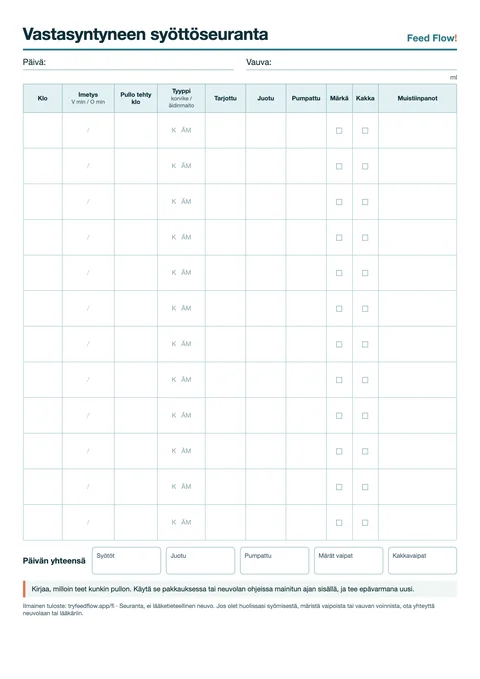 Vastasyntyneen syöttöseuranta
Feed Flow!
Päivä: Vauva:
ml
Klo Imetys V min / O min Pullo tehty klo Tyyppi korvike / äidinmaito Tarjottu Juotu Pumpattu Märkä Kakka Muistiinpanot
/ K ÄM ☐ ☐
/ K ÄM ☐ ☐
/ K ÄM ☐ ☐
/ K ÄM ☐ ☐
/ K ÄM ☐ ☐
/ K ÄM ☐ ☐
/ K ÄM ☐ ☐
/ K ÄM ☐ ☐
/ K ÄM ☐ ☐
/ K ÄM ☐ ☐
/ K ÄM ☐ ☐
/ K ÄM ☐ ☐
Päivän yhteensä Syötöt Juotu Pumpattu Märät vaipat Kakkavaipat
Kirjaa, milloin teet kunkin pullon. Käytä se pakkauksessa tai neuvolan ohjeissa mainitun ajan sisällä, ja tee epävarmana uusi.
Ilmainen tuloste: tryfeedflow.app/fi · Seuranta, ei lääketieteellinen neuvo. Jos olet huolissasi syömisestä, märistä vaipoista tai vauvan voinnista, ota yhteyttä
neuvolaan tai lääkäriin.